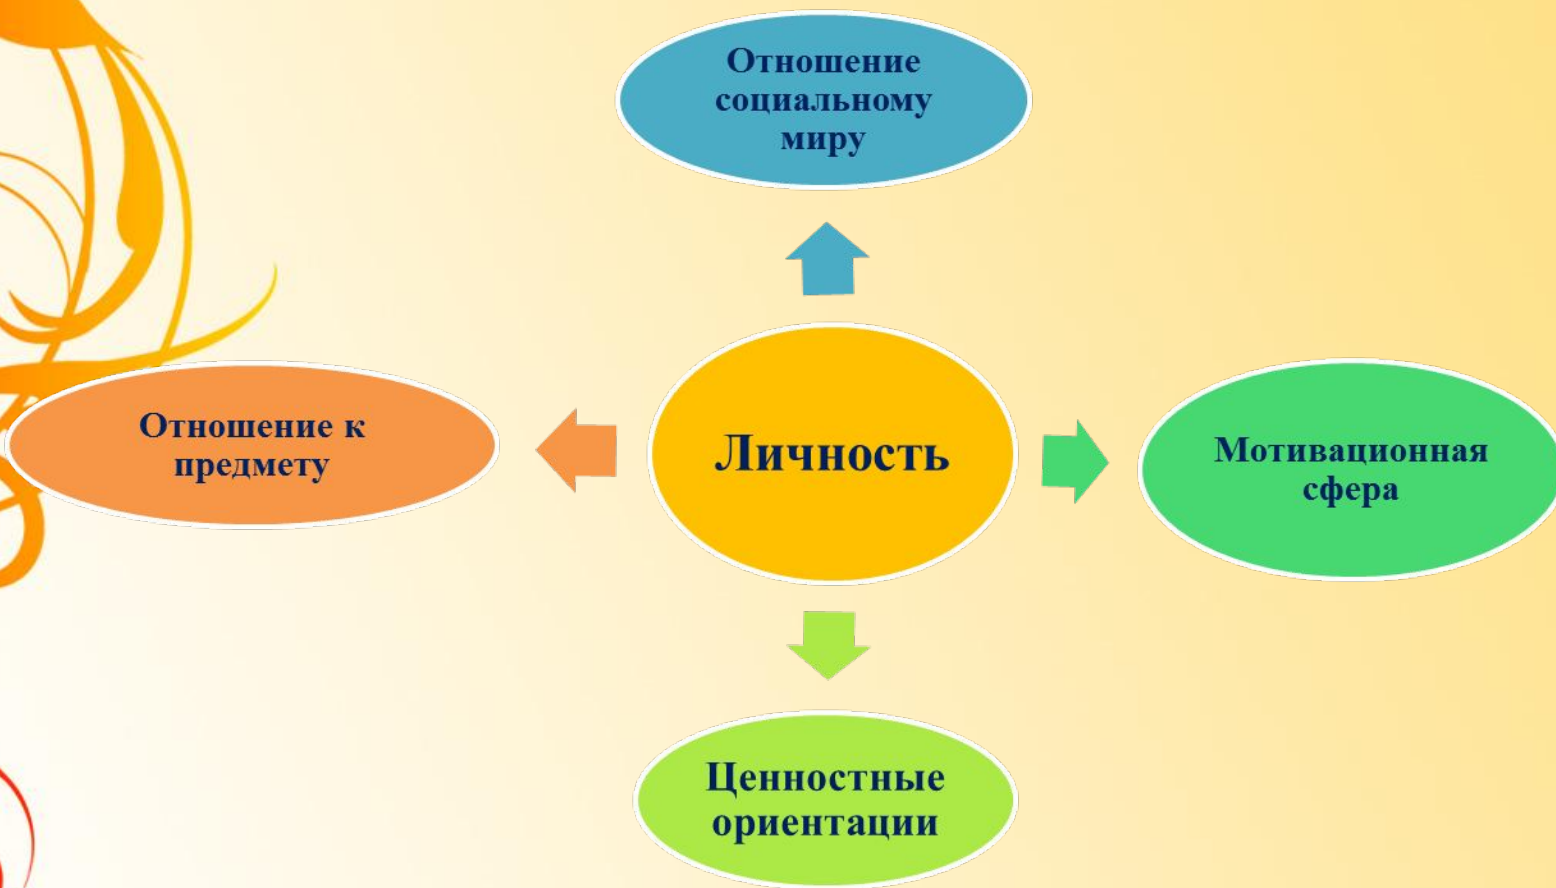 Отношение
социальному
миру
Отношение к
предмету
Личность
Мотивационная
сфера
Ценностные
ориентации